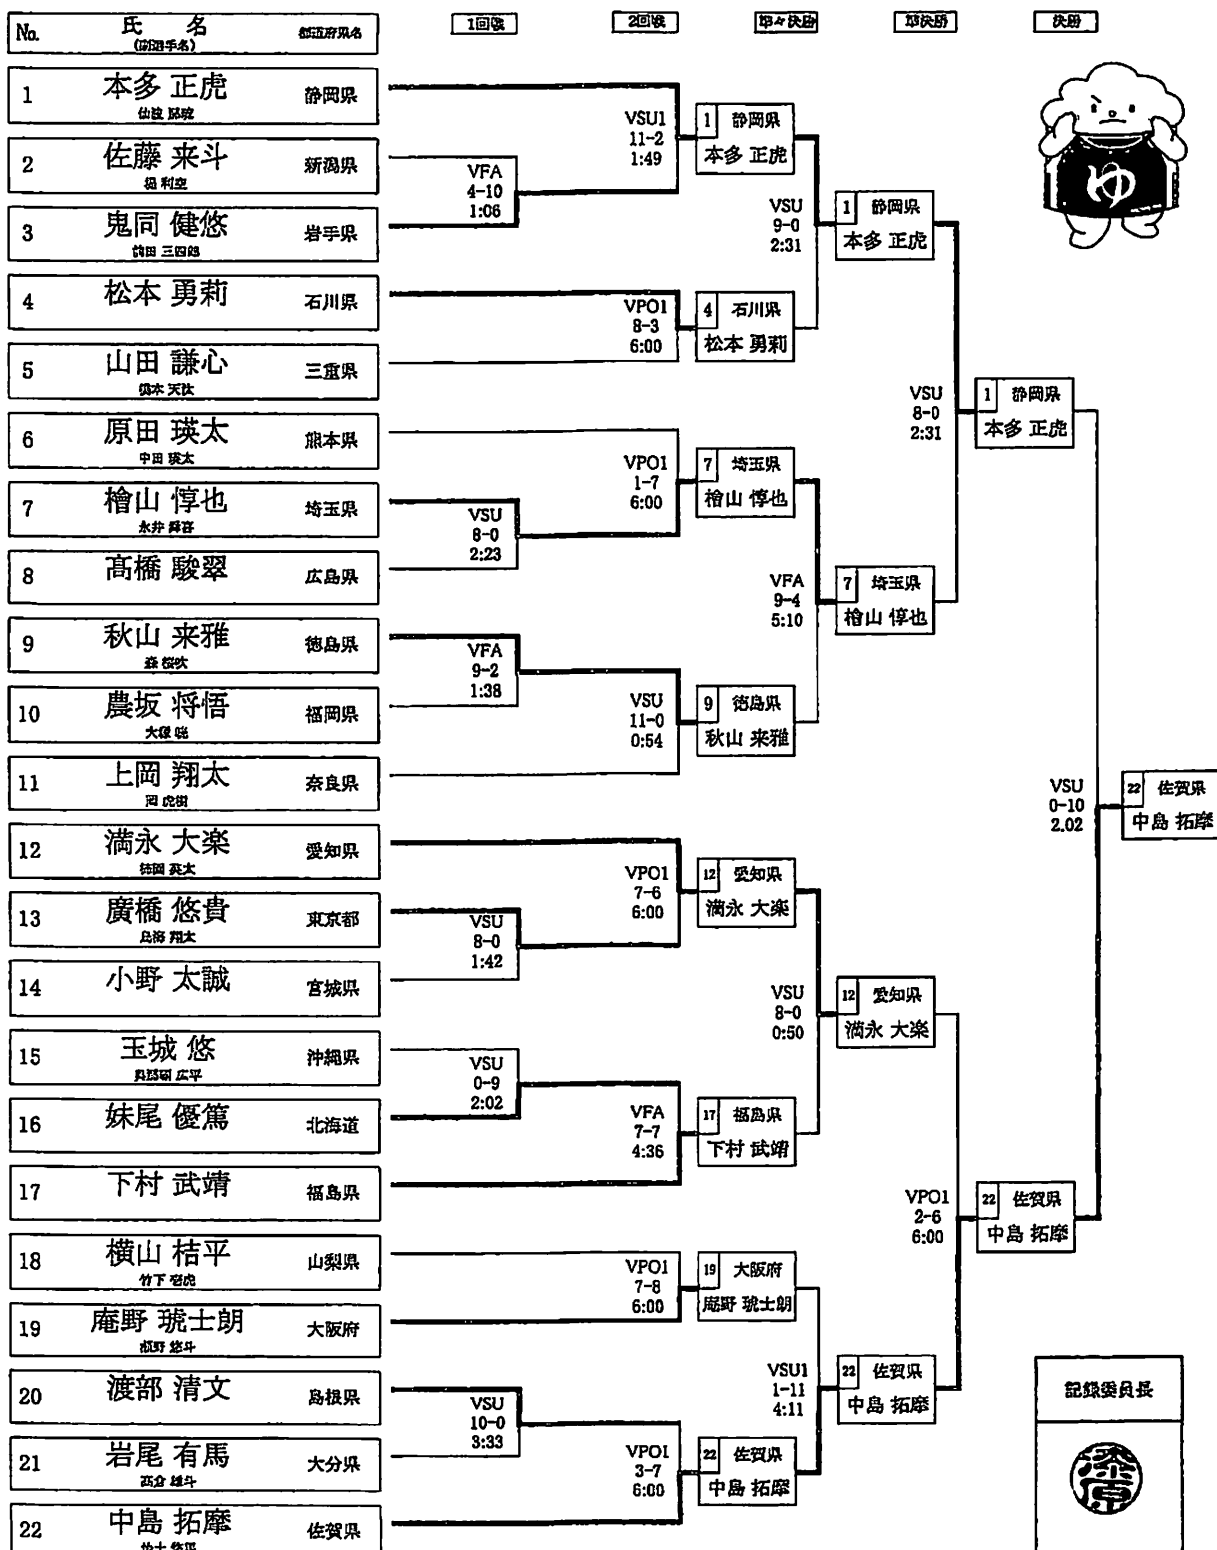 No. 氏 名 都道府県名 1回戦 2回戦 準々決勝 準決勝 決勝
(副選手名)
1 本多 正虎 静岡県
2 佐藤 来斗 新潟県
3 鬼同 健悠 岩手県
前田 三四郎
4 松本 勇莉 石川県
5 山田 謙心 三重県
6 原田 瑛太 熊本県
中田 瑛太
7 檜山 惇也 埼玉県
8 髙橋 駿翠 広島県
9 秋山 来雅 徳島県
10 農坂 将悟 福岡県
11 上岡 翔太 奈良県
12 満永 大楽 愛知県
13 廣橋 悠貴 東京都
14 小野 太誠 宮城県
15 玉城 悠 沖縄県
16 妹尾 優篤 北海道
17 下村 武靖 福島県
18 横山 桔平 山梨県
19 庵野 琥士朗 大阪府
20 渡部 清文 島根県
21 岩尾 有馬 大分県
22 中島 拓摩 佐賀県
VFA
4-10
1:06
VSU
8-0
2:23
VFA
9-2
1:38
VSU
8-0
1:42
VSU
0-9
2:02
VSU
10-0
3:33
VSU1
11-2
1:49
VPO1
8-3
6:00
VPO1
1-7
6:00
VSU
11-0
0:54
VPO1
7-6
6:00
VFA
7-7
4:36
VPO1
7-8
6:00
VPO1
3-7
6:00
1 静岡県
本多 正虎
4 石川県
松本 勇莉
7 埼玉県
檜山 惇也
9 徳島県
秋山 来雅
12 愛知県
満永 大楽
17 福島県
下村 武靖
19 大阪府
庵野 琥士朗
22 佐賀県
中島 拓摩
VSU
9-0
2:31
VFA
9-4
5:10
VSU
8-0
0:50
VSU1
1-11
4:11
1 静岡県
本多 正虎
7 埼玉県
檜山 惇也
12 愛知県
満永 大楽
22 佐賀県
中島 拓摩
VSU
8-0
2:31
VPO1
2-6
6:00
1 静岡県
本多 正虎
22 佐賀県
中島 拓摩
VSU
0-10
2.02
22 佐賀県
中島 拓摩
ゆ
記録委員長
漆原